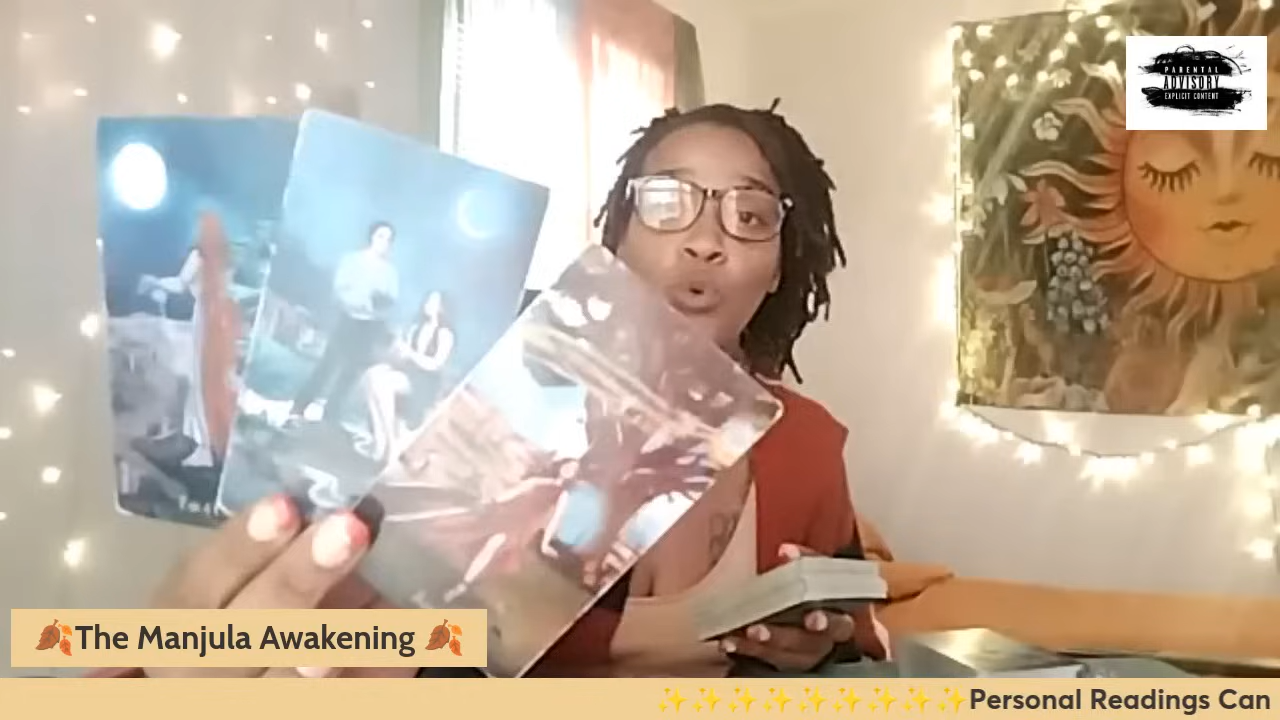 PARENTAL
ADVISORY
EXPLICIT CONTENT
🍂The Manjula Awakening 🍂
✨✨✨✨✨✨✨✨✨Personal Readings Can